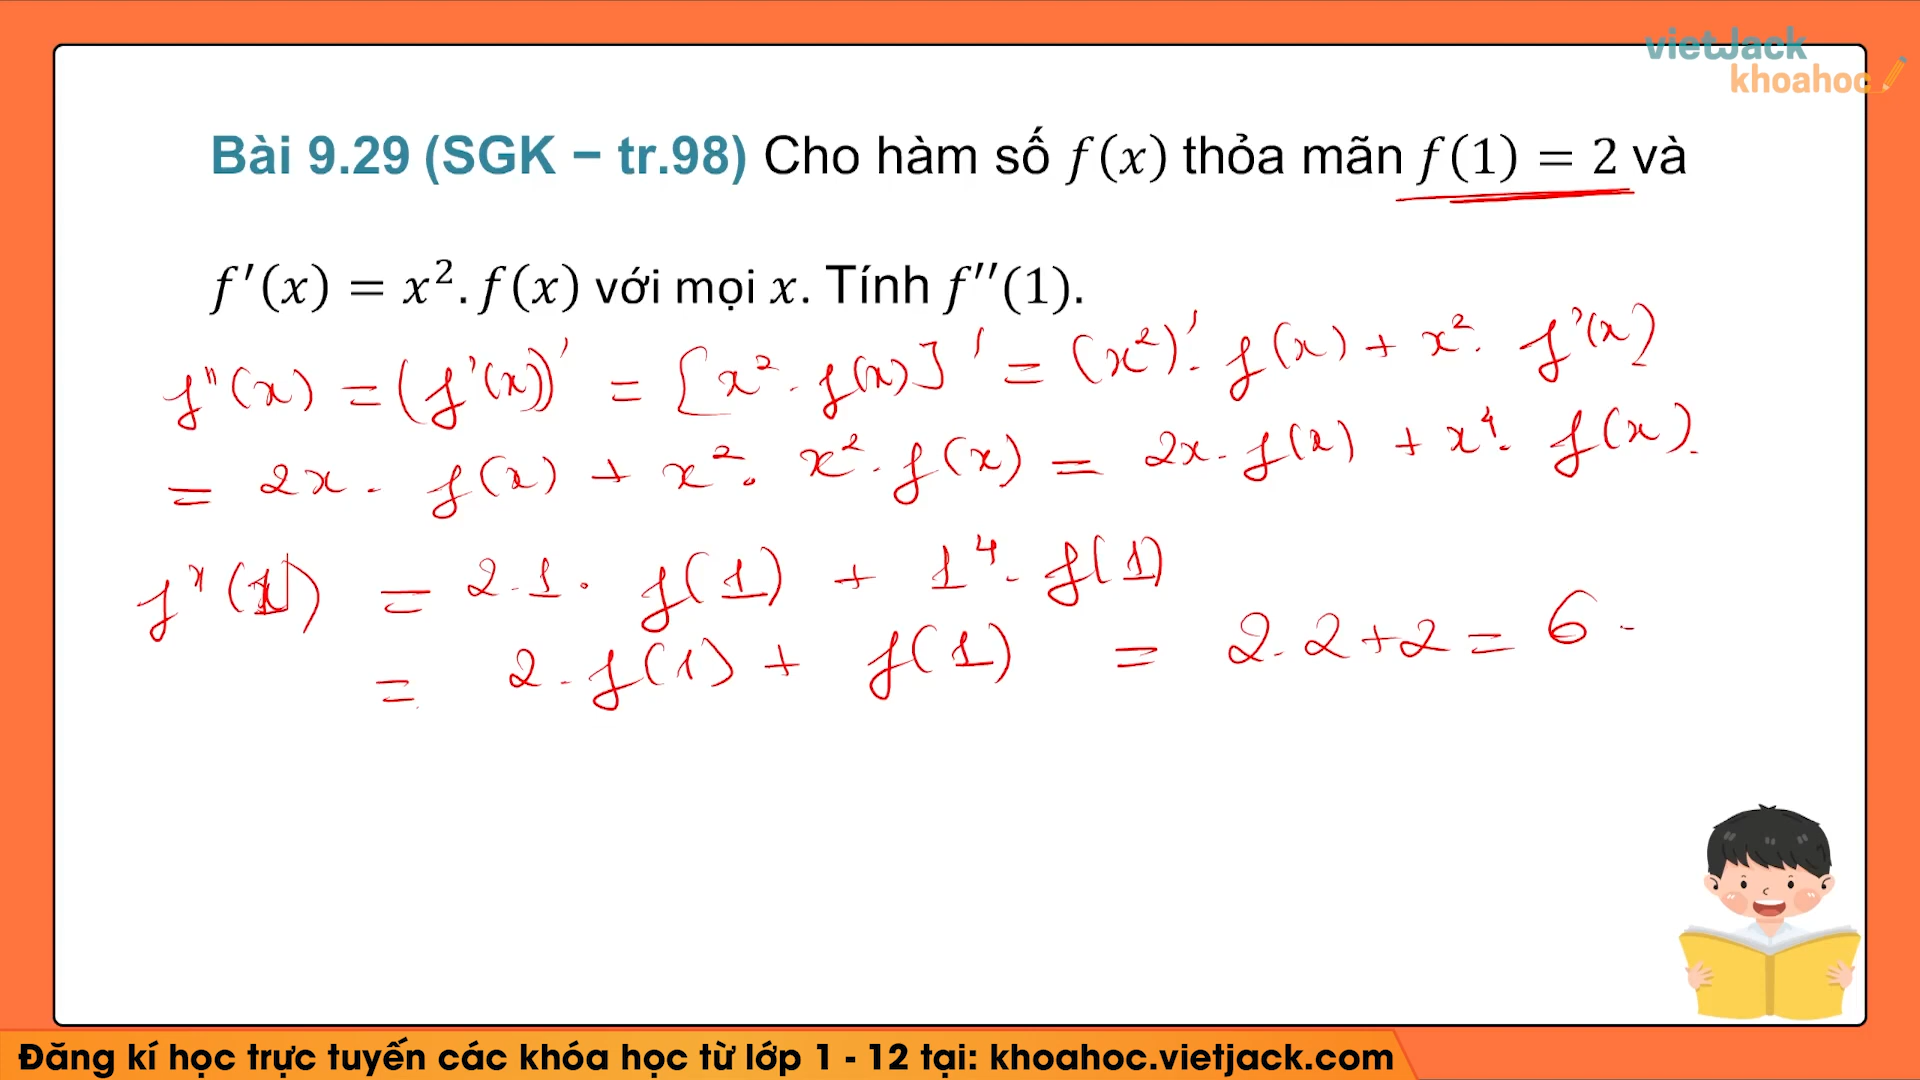 vietJack
khoahoc
Bài 9.29 (SGK − tr.98) Cho hàm số f(x) thỏa mãn f(1) = 2 và
f′(x) = x². f(x) với mọi x. Tính f′′(1).
f"(x) = (f'(x))' = [x² . f(x)]' = (x²)'. f(x) + x² . f'(x)
= 2x . f(x) + x² . x² . f(x) = 2x . f(x) + x⁴ . f(x).
f"(1) = 2 . 1 . f(1) + 1⁴ . f(1)
= 2 . f(1) + f(1) = 2 . 2 + 2 = 6 .
Đăng kí học trực tuyến các khóa học từ lớp 1 - 12 tại: khoahoc.vietjack.com